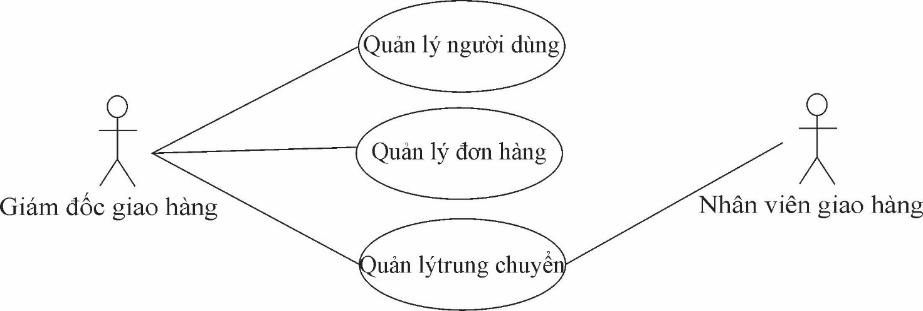 Quản lý người dùng
Quản lý đơn hàng
Giám đốc giao hàng
Nhân viên giao hàng
Quản lýtrung chuyển